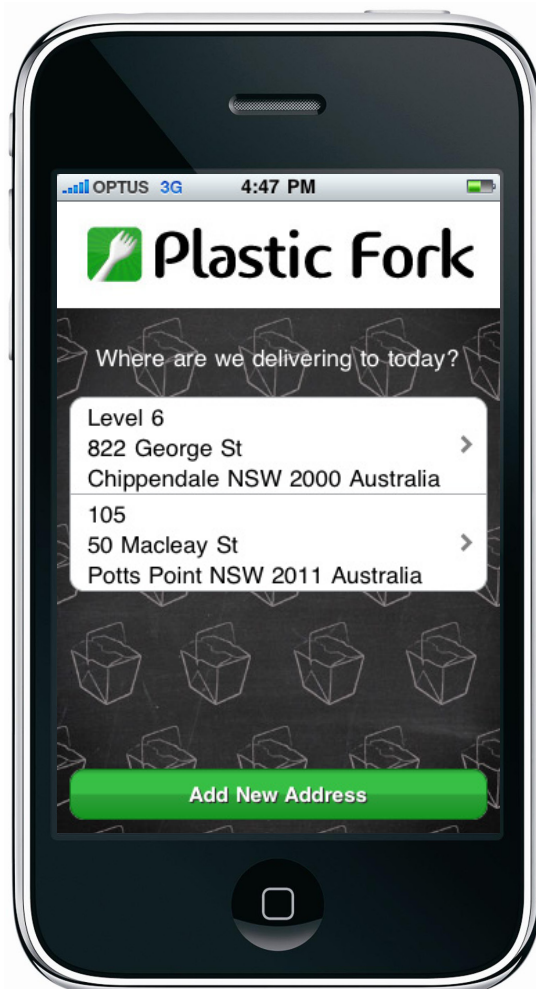 OPTUS 3G 4:47 PM
Plastic Fork
Where are we delivering to today?
Level 6
822 George St
Chippendale NSW 2000 Australia
105
50 Macleay St
Potts Point NSW 2011 Australia
Add New Address